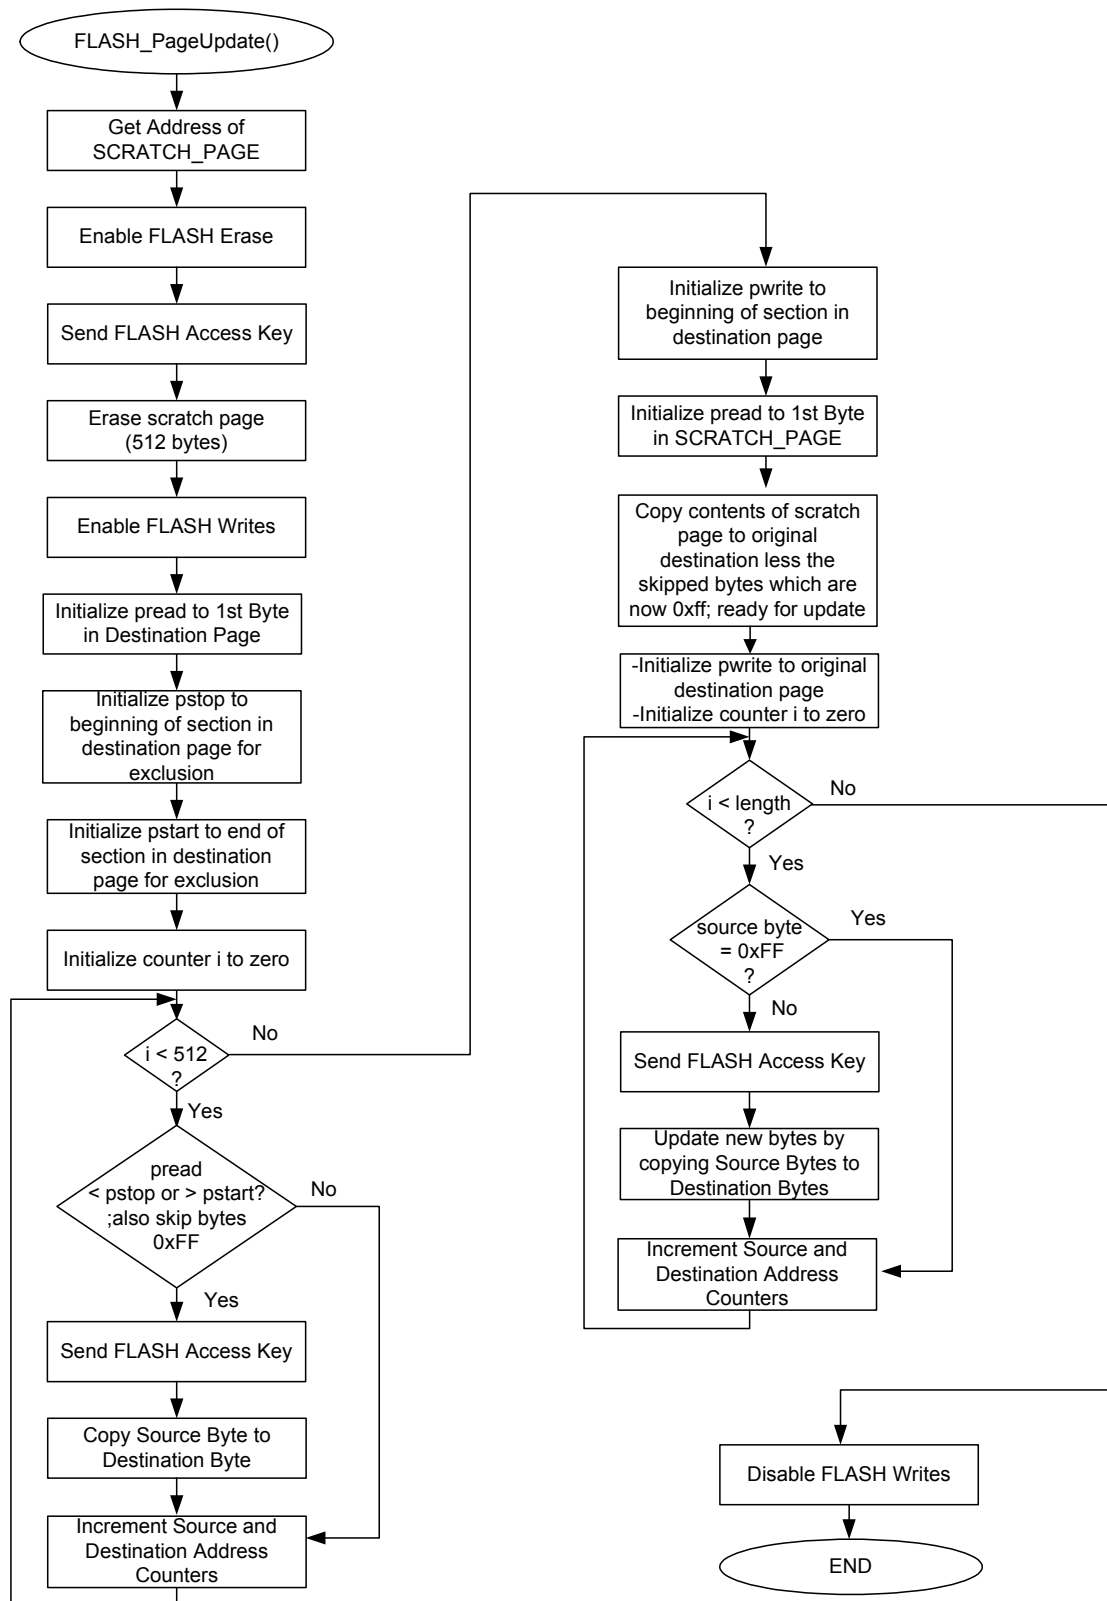 FLASH_PageUpdate()
Get Address of
SCRATCH_PAGE
Enable FLASH Erase
Send FLASH Access Key
Erase scratch page
(512 bytes)
Enable FLASH Writes
Initialize pread to 1st Byte
in Destination Page
Initialize pstop to
beginning of section in
destination page for
exclusion
Initialize pstart to end of
section in destination
page for exclusion
Initialize counter i to zero
i < 512
?
No
Yes
pread
< pstop or > pstart?
;also skip bytes
0xFF
No
Yes
Send FLASH Access Key
Copy Source Byte to
Destination Byte
Increment Source and
Destination Address
Counters
Initialize pwrite to
beginning of section in
destination page
Initialize pread to 1st Byte
in SCRATCH_PAGE
Copy contents of scratch
page to original
destination less the
skipped bytes which are
now 0xff; ready for update
-Initialize pwrite to original
destination page
-Initialize counter i to zero
i < length
?
No
Yes
source byte
= 0xFF
?
Yes
No
Send FLASH Access Key
Update new bytes by
copying Source Bytes to
Destination Bytes
Increment Source and
Destination Address
Counters
Disable FLASH Writes
END